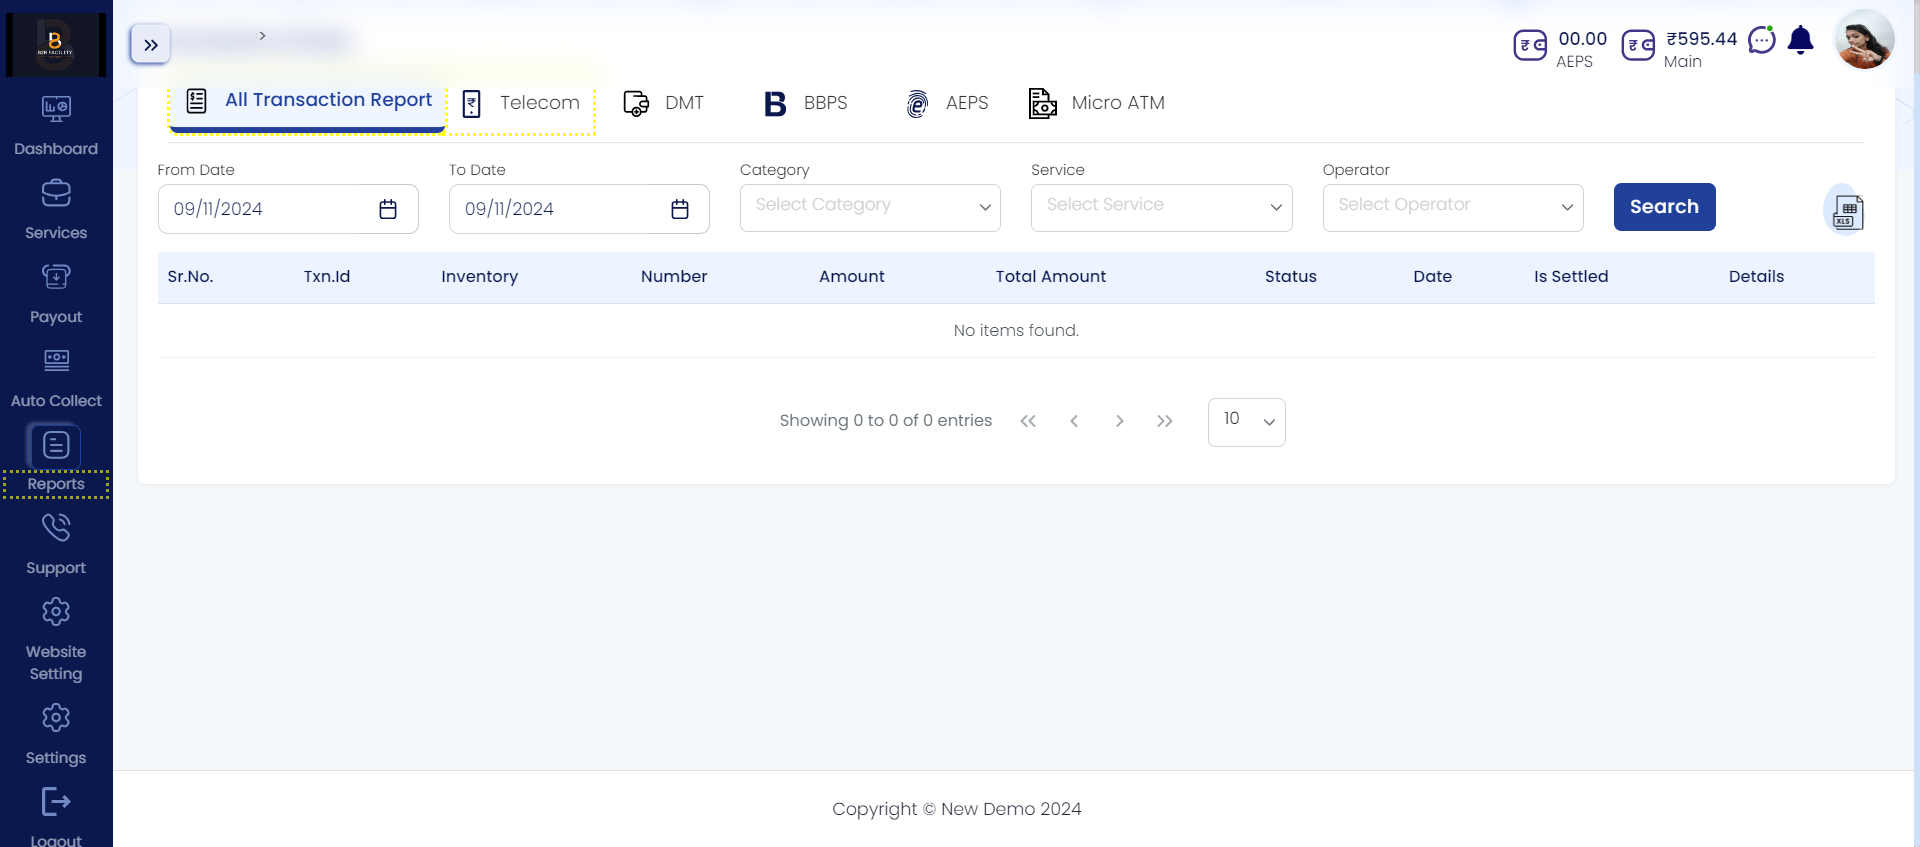 B2B FACILITY
Dashboard
Services
Payout
Auto Collect
Reports
Support
Website
Setting
Settings
Logout
00.00
AEPS
₹595.44
Main
All Transaction Report
Telecom
DMT
B BBPS
AEPS
Micro ATM
From Date
To Date
Category
Service
Operator
09/11/2024
09/11/2024
Select Category
Select Service
Select Operator
Search
XLS
Sr.No. Txn.Id Inventory Number Amount Total Amount Status Date Is Settled Details
No items found.
Showing 0 to 0 of 0 entries
10
Copyright © New Demo 2024